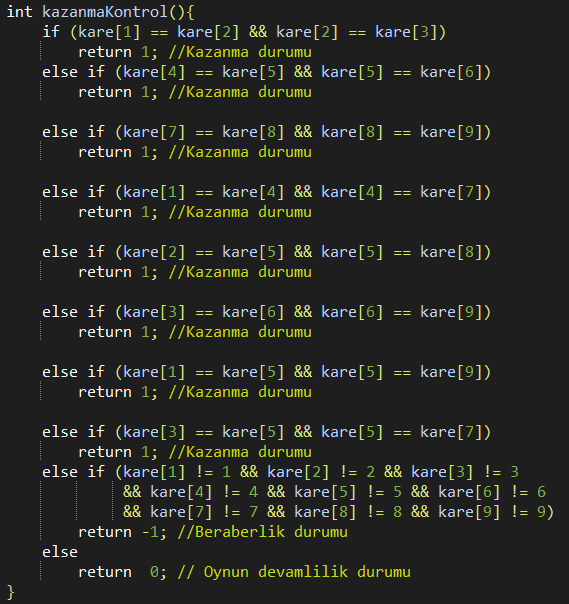 int kazanmaKontrol(){
    if (kare[1] == kare[2] && kare[2] == kare[3])
        return 1; //Kazanma durumu
    else if (kare[4] == kare[5] && kare[5] == kare[6])
        return 1; //Kazanma durumu

    else if (kare[7] == kare[8] && kare[8] == kare[9])
        return 1; //Kazanma durumu

    else if (kare[1] == kare[4] && kare[4] == kare[7])
        return 1; //Kazanma durumu

    else if (kare[2] == kare[5] && kare[5] == kare[8])
        return 1; //Kazanma durumu

    else if (kare[3] == kare[6] && kare[6] == kare[9])
        return 1; //Kazanma durumu

    else if (kare[1] == kare[5] && kare[5] == kare[9])
        return 1; //Kazanma durumu

    else if (kare[3] == kare[5] && kare[5] == kare[7])
        return 1; //Kazanma durumu
    else if (kare[1] != 1 && kare[2] != 2 && kare[3] != 3
             && kare[4] != 4 && kare[5] != 5 && kare[6] != 6
             && kare[7] != 7 && kare[8] != 8 && kare[9] != 9)
        return -1; //Beraberlik durumu
    else
        return  0; // Oynun devamlilik durumu
}